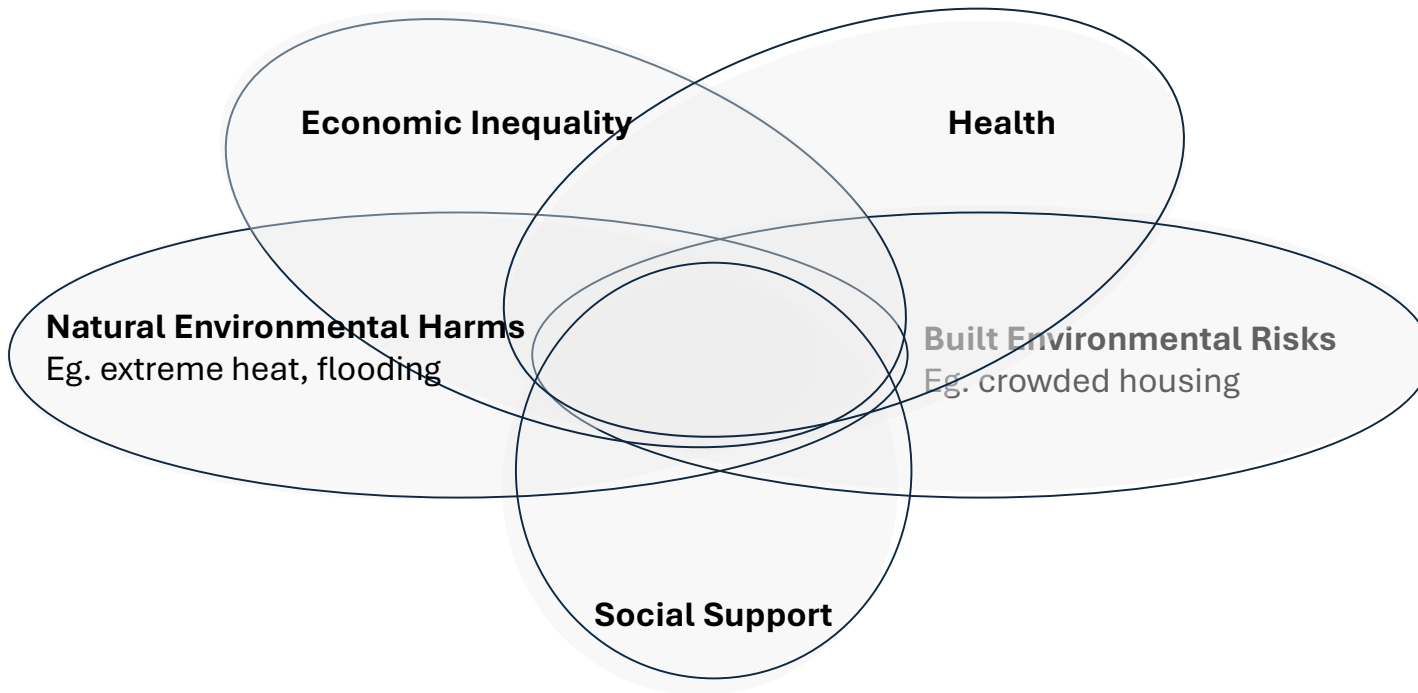 Economic Inequality
Health
Natural Environmental Harms
Eg. extreme heat, flooding
Built Environmental Risks
Eg. crowded housing
Social Support